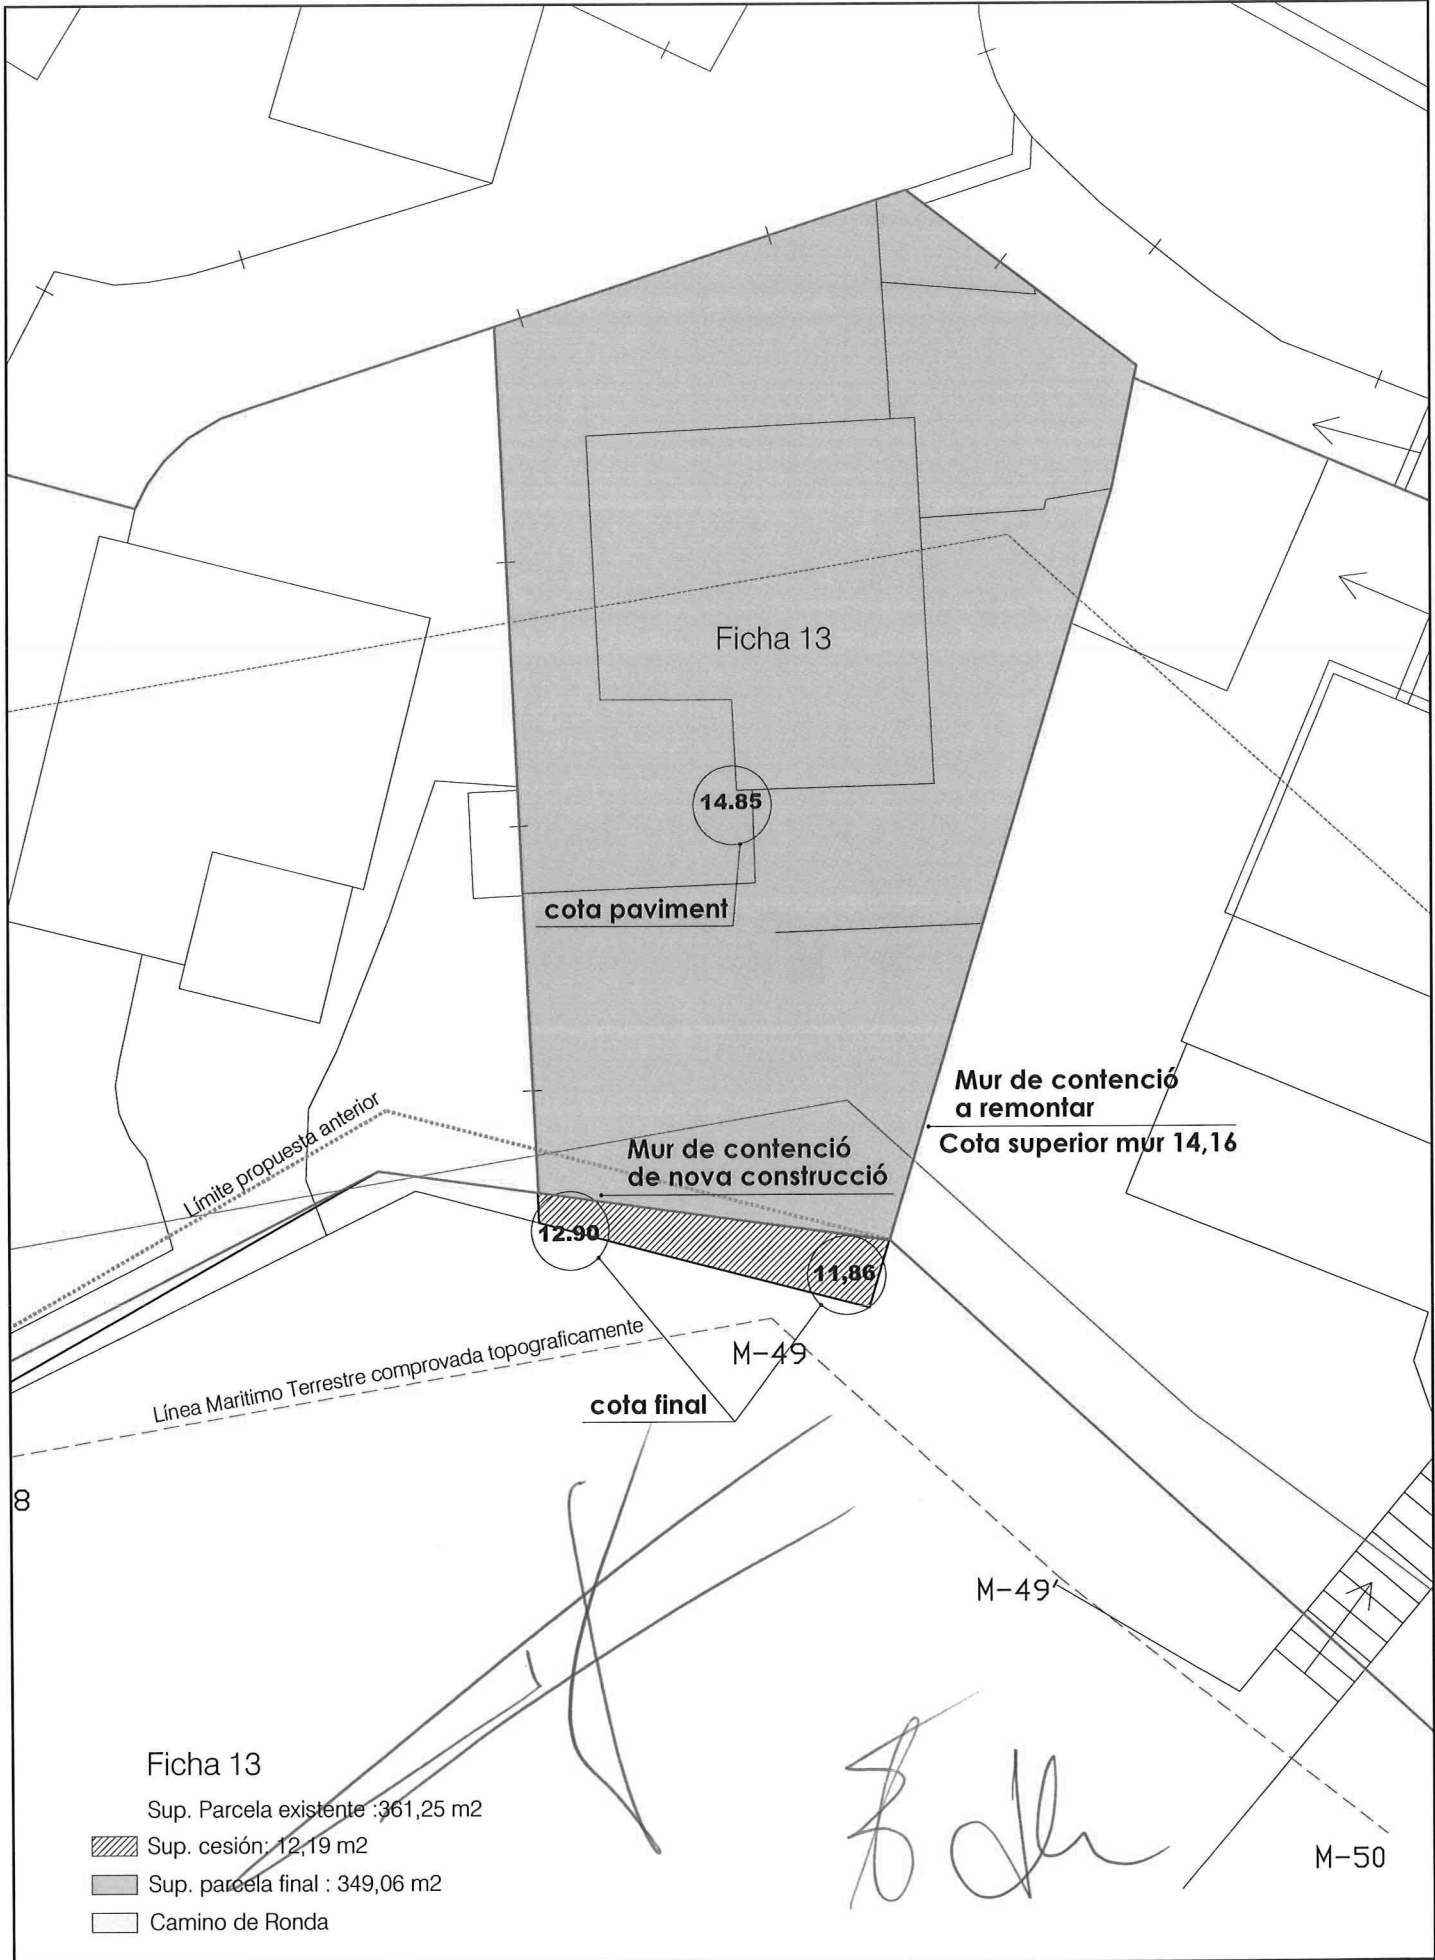 Ficha 13
14.85
cota paviment
Mur de contenció
a remontar
Cota superior mur 14,16
Límite propuesta anterior
Mur de contenció
de nova construcció
12.90
11,86
Línea Maritimo Terrestre comprovada topograficamente
M-49
cota final
8
M-49'
Ficha 13
Sup. Parcela existente :361,25 m2
Sup. cesión: 12,19 m2
Sup. parcela final : 349,06 m2
Camino de Ronda
M-50